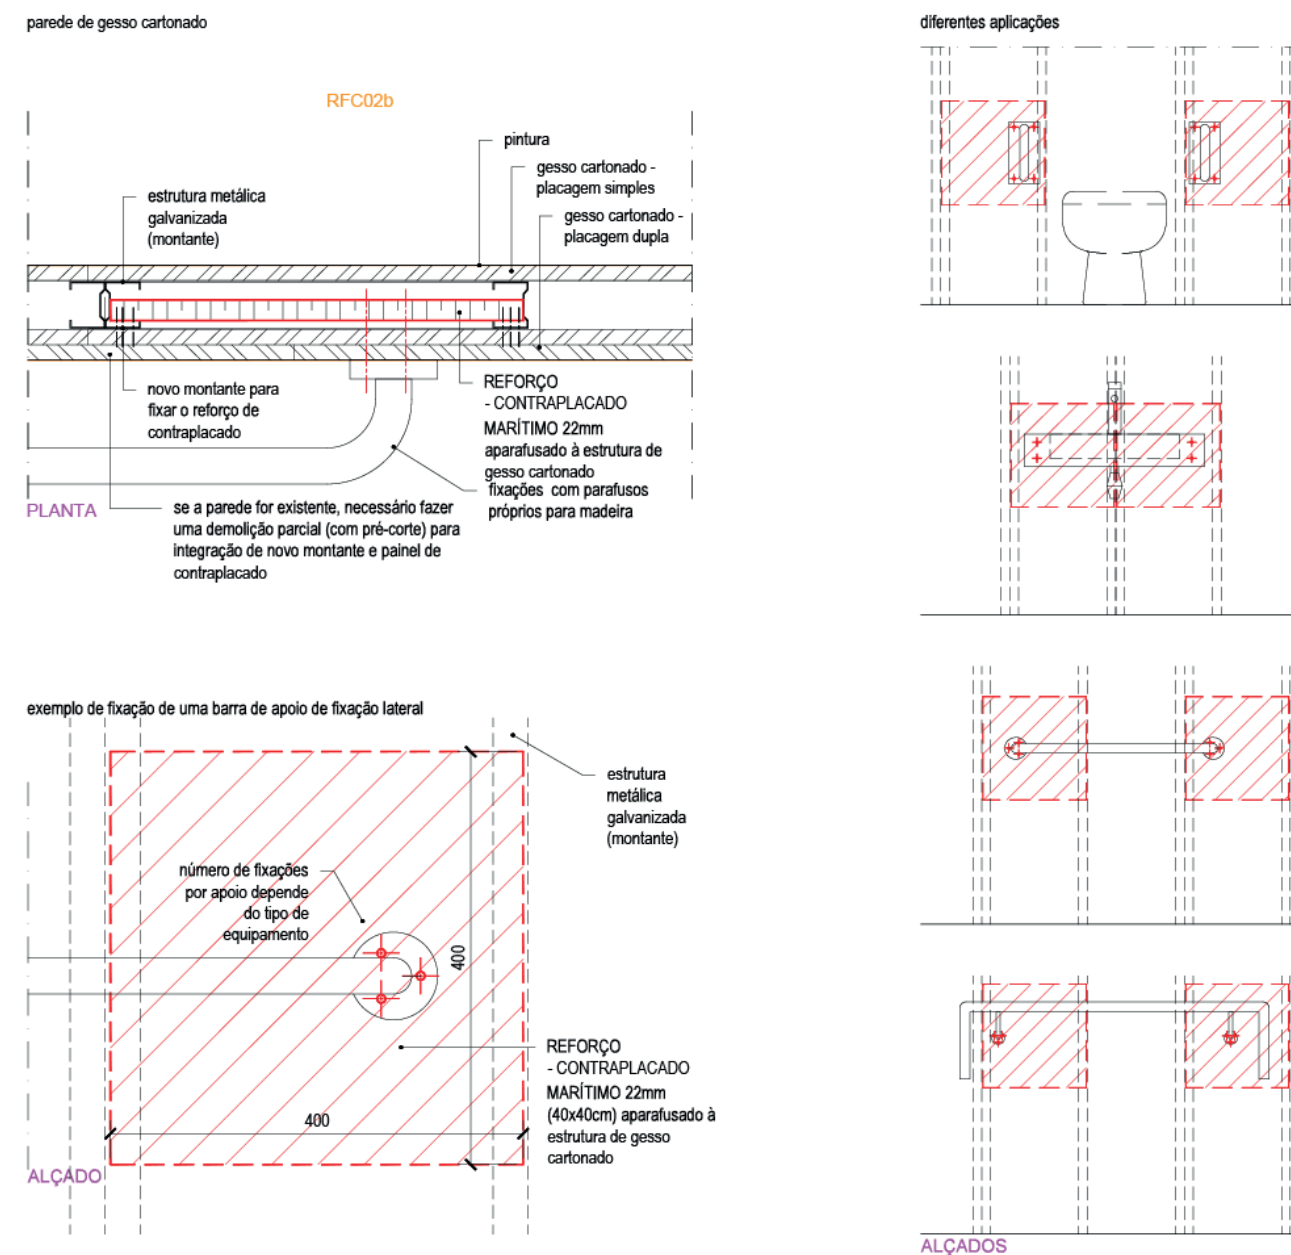 parede de gesso cartonado
RFC02b
pintura
gesso cartonado -
placagem simples
gesso cartonado -
placagem dupla
estrutura metálica
galvanizada
(montante)
novo montante para
fixar o reforço de
contraplacado
REFORÇO
- CONTRAPLACADO
MARÍTIMO 22mm
aparafusado à estrutura de
gesso cartonado
fixações com parafusos
próprios para madeira
PLANTA
se a parede for existente, necessário fazer
uma demolição parcial (com pré-corte) para
integração de novo montante e painel de
contraplacado
exemplo de fixação de uma barra de apoio de fixação lateral
estrutura
metálica
galvanizada
(montante)
número de fixações
por apoio depende
do tipo de
equipamento
400
400
REFORÇO
- CONTRAPLACADO
MARÍTIMO 22mm
(40x40cm) aparafusado à
estrutura de gesso
cartonado
ALÇADO
diferentes aplicações
ALÇADOS